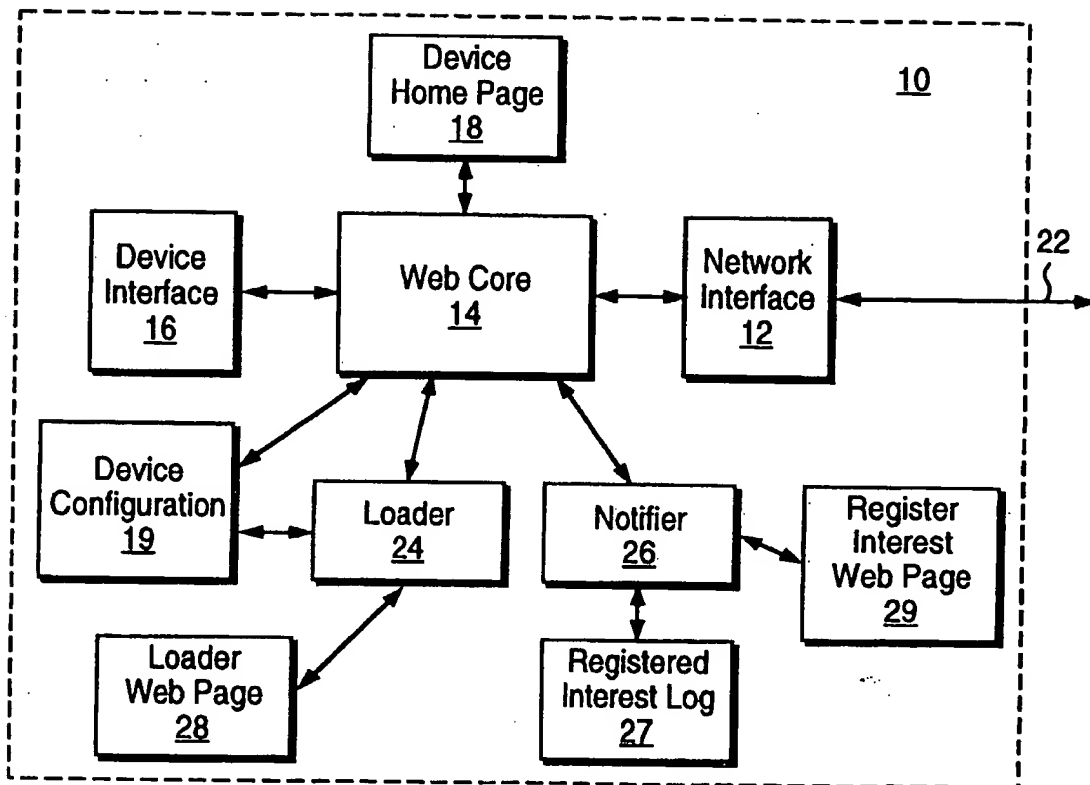 Device
Home Page
18
10
Device
Interface
16
Web Core
14
Network
Interface
12
22
Device
Configuration
19
Loader
24
Notifier
26
Register
Interest
Web Page
29
Loader
Web Page
28
Registered
Interest Log
27